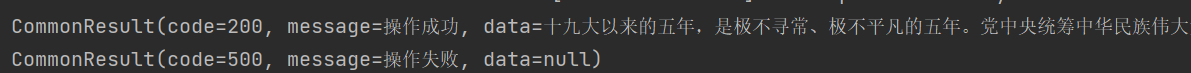 CommonResult(code=200, message=操作成功, data=十九大以来的五年，是极不寻常、极不平凡的五年。党中央统筹中华民族伟大
CommonResult(code=500, message=操作失败, data=null)